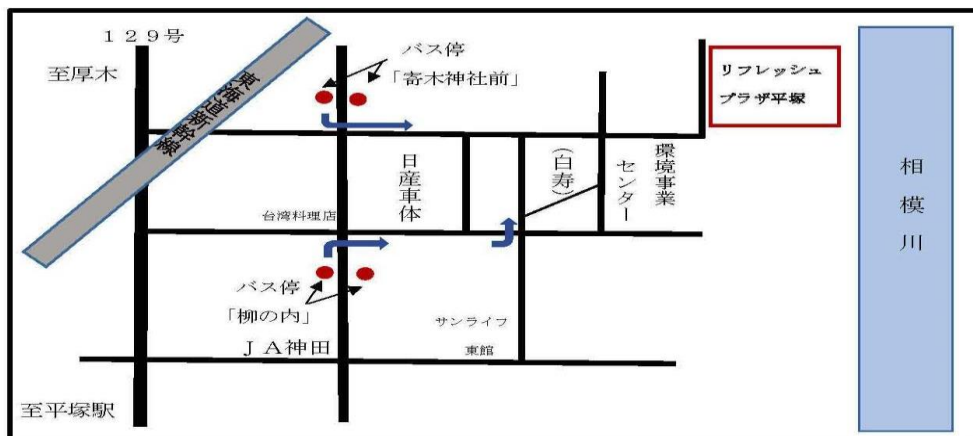 129号
至厚木
東海道新幹線
バス停
「寄木神社前」
リフレッシュ
プラザ平塚
日産車体
(白寿)
環境事業
センター
相模川
台湾料理店
バス停
「柳の内」
サンライフ
東館
JA神田
至平塚駅